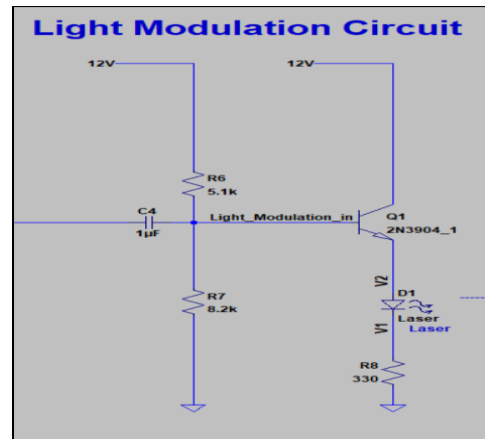 Light Modulation Circuit
12V
12V
R6
5.1k
C4
1µF
Light_Modulation_in
Q1
2N3904_1
R7
8.2k
V2
D1
Laser
Laser
V1
R8
330